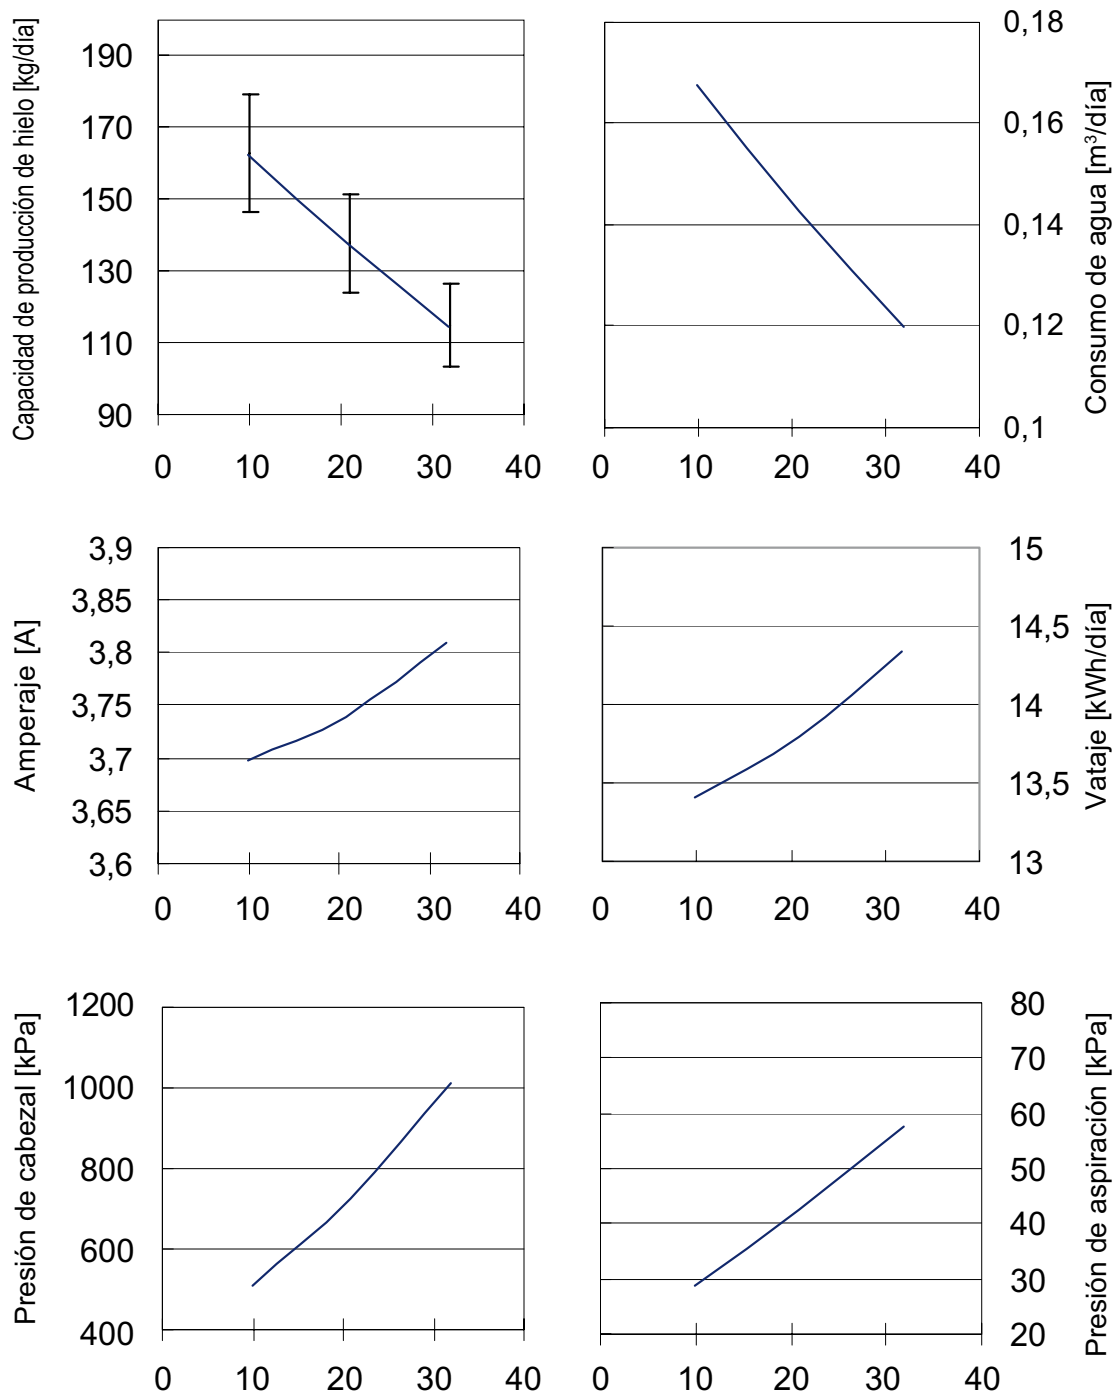 Capacidad de producción de hielo [kg/día]
190
170
150
130
110
90
0 10 20 30 40
0,18
0,16
0,14
0,12
0,1
Consumo de agua [m³/día]
0 10 20 30 40
Amperaje [A]
3,9
3,85
3,8
3,75
3,7
3,65
3,6
0 10 20 30 40
15
14,5
14
13,5
13
Vataje [kWh/día]
0 10 20 30 40
Presión de cabezal [kPa]
1200
1000
800
600
400
0 10 20 30 40
80
70
60
50
40
30
20
Presión de aspiración [kPa]
0 10 20 30 40